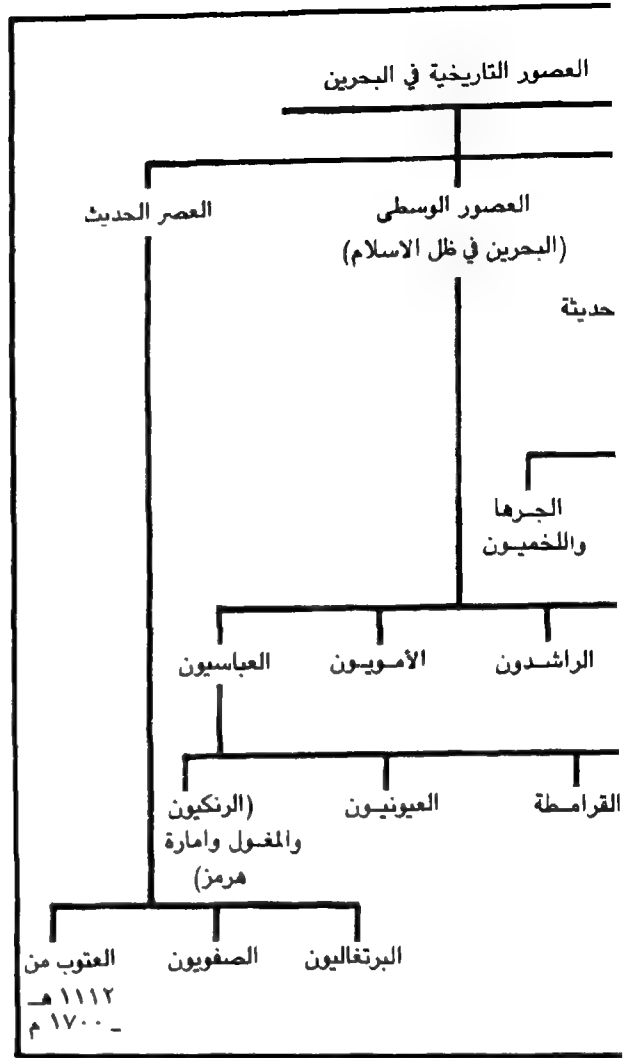 العصور التاريخية في البحرين
العصور الوسطى
(البحرين في ظل الاسلام)
العصر الحديث
حديثة
الجرها
واللخميون
الراشدون
الأمويون
العباسيون
القرامطة
العيونيون
(الرنكيون
والمغول وامارة
هرمز)
البرتغاليون
الصفويون
العتوب من
١١١٢ هـ
ـ ١٧٠٠ م